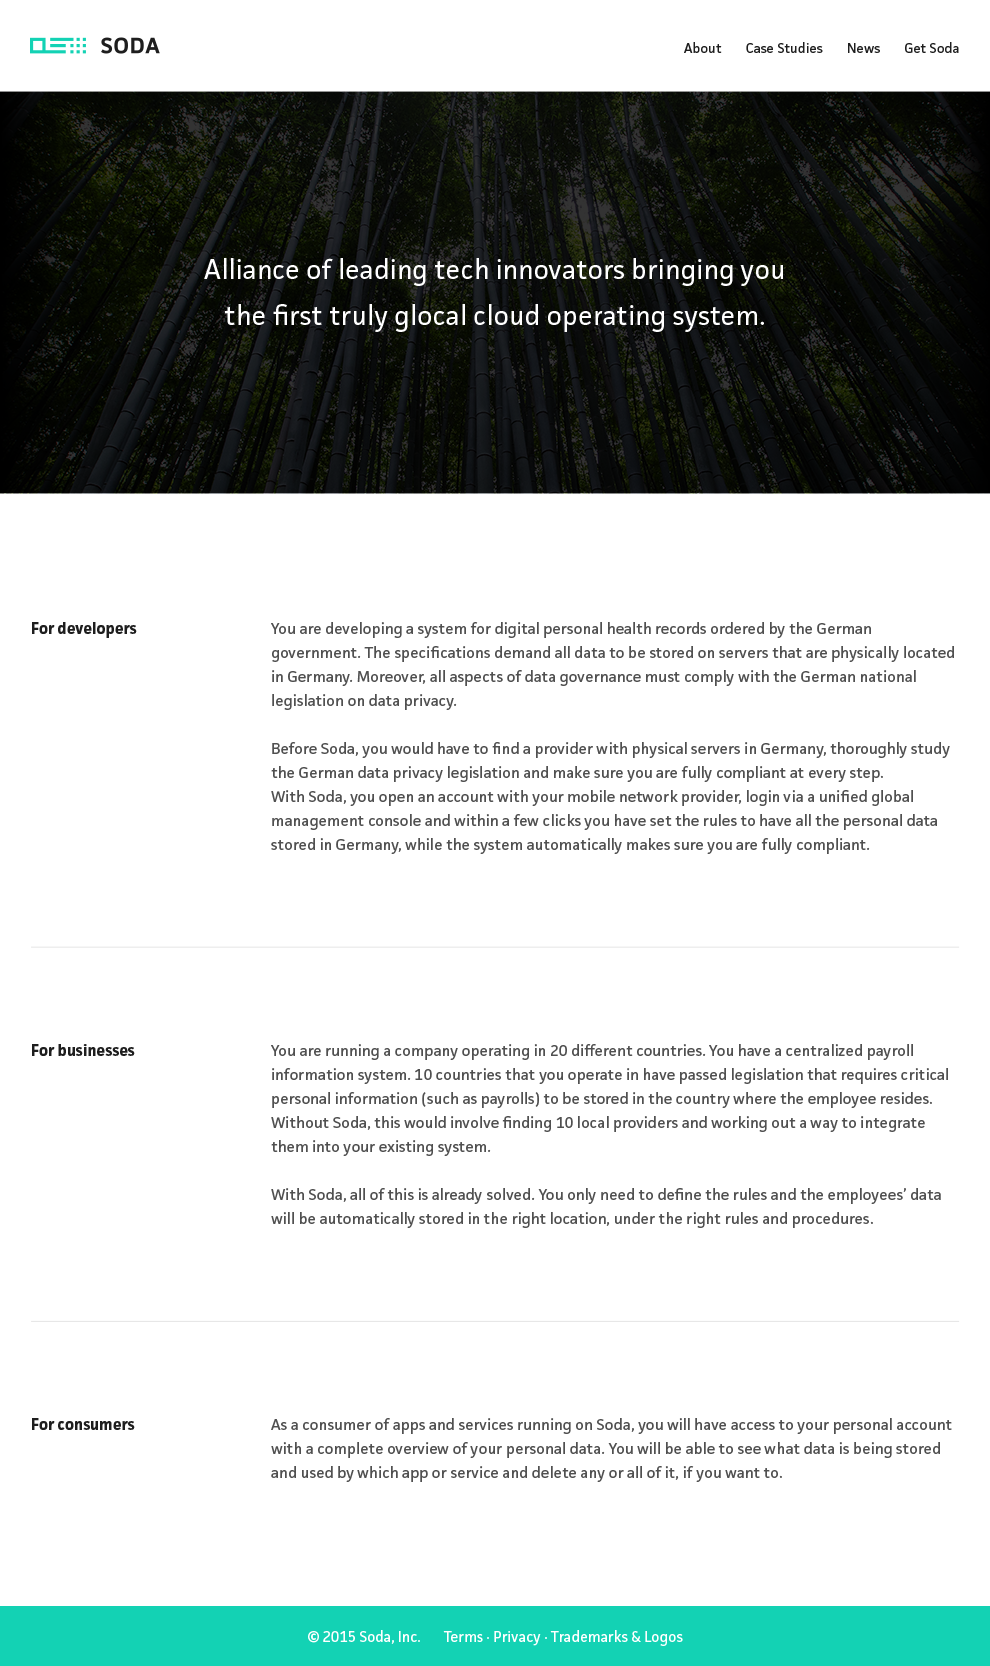 SODA
About Case Studies News Get Soda
Alliance of leading tech innovators bringing you
the first truly glocal cloud operating system.
For developers
You are developing a system for digital personal health records ordered by the German
government. The specifications demand all data to be stored on servers that are physically located
in Germany. Moreover, all aspects of data governance must comply with the German national
legislation on data privacy.
Before Soda, you would have to find a provider with physical servers in Germany, thoroughly study
the German data privacy legislation and make sure you are fully compliant at every step.
With Soda, you open an account with your mobile network provider, login via a unified global
management console and within a few clicks you have set the rules to have all the personal data
stored in Germany, while the system automatically makes sure you are fully compliant.
For businesses
You are running a company operating in 20 different countries. You have a centralized payroll
information system. 10 countries that you operate in have passed legislation that requires critical
personal information (such as payrolls) to be stored in the country where the employee resides.
Without Soda, this would involve finding 10 local providers and working out a way to integrate
them into your existing system.
With Soda, all of this is already solved. You only need to define the rules and the employees’ data
will be automatically stored in the right location, under the right rules and procedures.
For consumers
As a consumer of apps and services running on Soda, you will have access to your personal account
with a complete overview of your personal data. You will be able to see what data is being stored
and used by which app or service and delete any or all of it, if you want to.
© 2015 Soda, Inc. Terms · Privacy · Trademarks & Logos